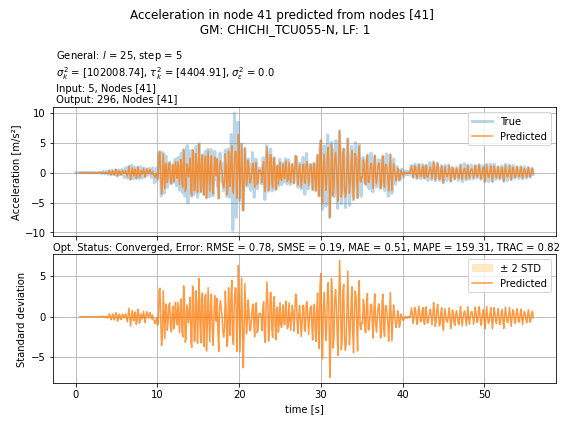 Acceleration in node 41 predicted from nodes [41]
GM: CHICHI_TCU055-N, LF: 1
General: l = 25, step = 5
σ²ₖ = [102008.74], τ²ₖ = [4404.91], σ²ε = 0.0
Input: 5, Nodes [41]
Output: 296, Nodes [41]
Acceleration [m/s²]
10
5
0
−5
−10
True
Predicted
Opt. Status: Converged, Error: RMSE = 0.78, SMSE = 0.19, MAE = 0.51, MAPE = 159.31, TRAC = 0.82
Standard deviation
5
0
−5
± 2 STD
Predicted
0 10 20 30 40 50
time [s]